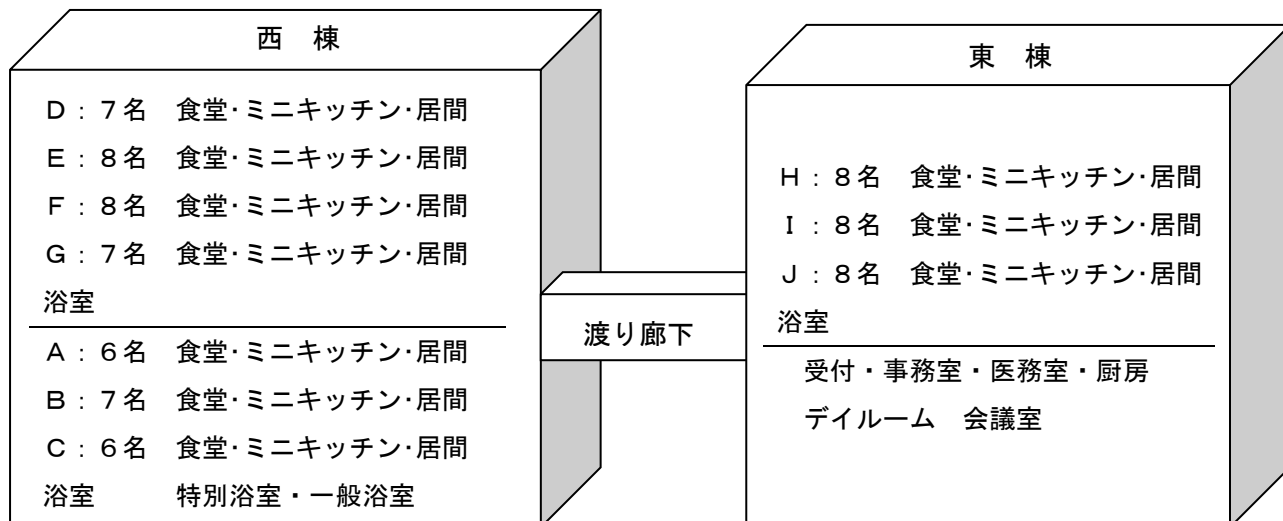 西　棟
Ｄ：７名　食堂･ミニキッチン･居間
Ｅ：８名　食堂･ミニキッチン･居間
Ｆ：８名　食堂･ミニキッチン･居間
Ｇ：７名　食堂･ミニキッチン･居間
浴室
Ａ：６名　食堂･ミニキッチン･居間
Ｂ：７名　食堂･ミニキッチン･居間
Ｃ：６名　食堂･ミニキッチン･居間
浴室　　特別浴室・一般浴室
渡り廊下
東　棟
Ｈ：８名　食堂･ミニキッチン･居間
Ｉ：８名　食堂･ミニキッチン･居間
Ｊ：８名　食堂･ミニキッチン･居間
浴室
受付・事務室・医務室・厨房
デイルーム　会議室